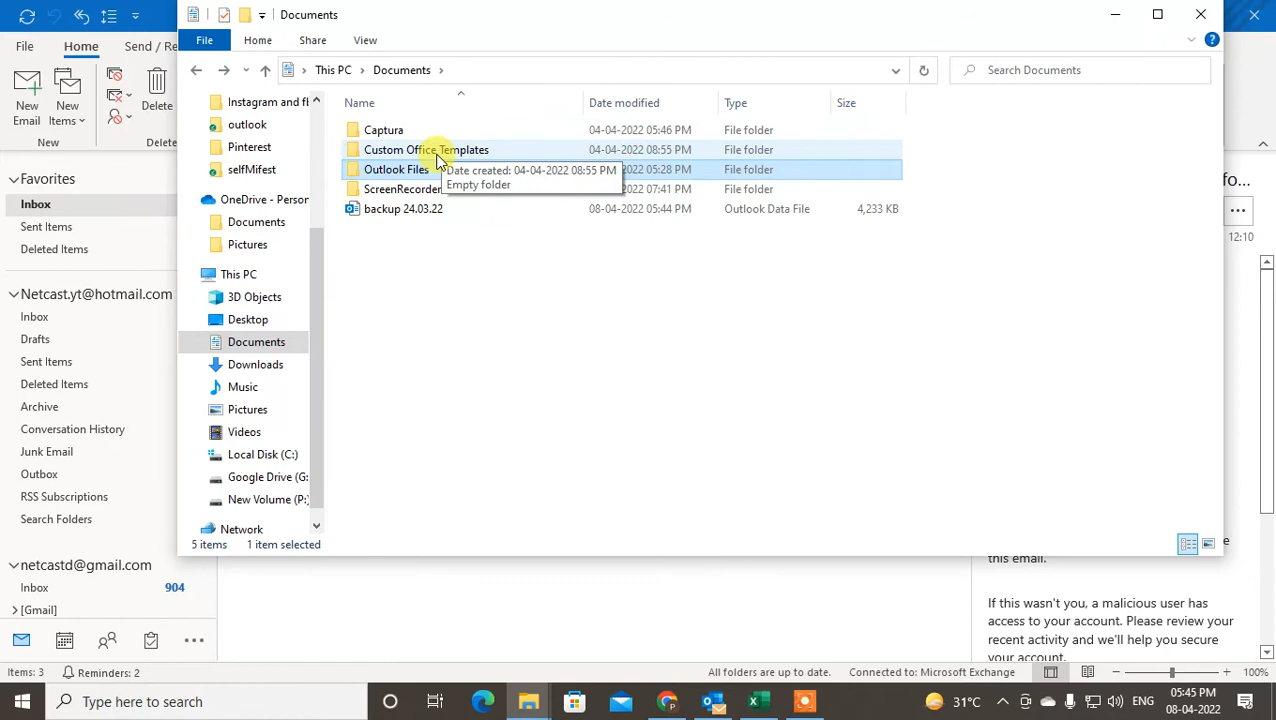 Documents
File
Home
Share
View
File
Home
Send / Re
New
Email
New
Items
Delete
New
Delete
This PC
Documents
Search Documents
Name
Date modified
Type
Size
Captura
04-04-2022 05:46 PM
File folder
Custom Office Templates
04-04-2022 08:55 PM
File folder
Outlook Files
2022 05:28 PM
File folder
Date created: 04-04-2022 08:55 PM
Empty folder
ScreenRecorder
2022 07:41 PM
File folder
backup 24.03.22
08-04-2022 05:44 PM
Outlook Data File
4,233 KB
Instagram and fl
outlook
Pinterest
selfMifest
OneDrive - Person
Documents
Pictures
This PC
3D Objects
Desktop
Documents
Downloads
Music
Pictures
Videos
Local Disk (C:)
Google Drive (G:
New Volume (P:)
Network
5 items
1 item selected
Favorites
Inbox
Sent Items
Deleted Items
Netcast.yt@hotmail.com
Inbox
Drafts
Sent Items
Deleted Items
Archive
Conversation History
Junk Email
Outbox
RSS Subscriptions
Search Folders
netcastd@gmail.com
Inbox
904
[Gmail]
fo...
12:10
this email.
If this wasn't you, a malicious user has
access to your account. Please review your
recent activity and we'll help you secure
your account.
Items: 3
Reminders: 2
All folders are up to date.
Connected to: Microsoft Exchange
100%
Type here to search
31°C
ENG
05:45 PM
08-04-2022